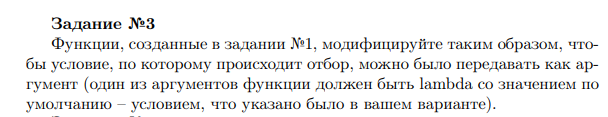 Задание №3
Функции, созданные в задании №1, модифицируйте таким образом, что-
бы условие, по которому происходит отбор, можно было передавать как ар-
гумент (один из аргументов функции должен быть lambda со значением по
умолчанию – условием, что указано было в вашем варианте).